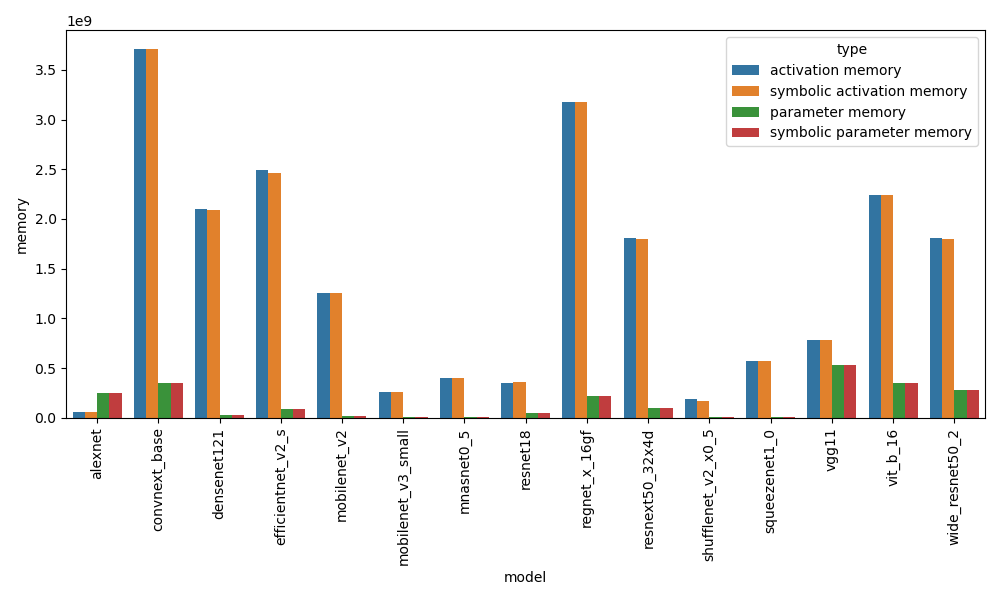 1e9
3.5
3.0
2.5
2.0
1.5
1.0
0.5
0.0
memory
type
activation memory
symbolic activation memory
parameter memory
symbolic parameter memory
alexnet
convnext_base
densenet121
efficientnet_v2_s
mobilenet_v2
mobilenet_v3_small
mnasnet0_5
resnet18
regnet_x_16gf
resnext50_32x4d
shufflenet_v2_x0_5
squeezenet1_0
vgg11
vit_b_16
wide_resnet50_2
model